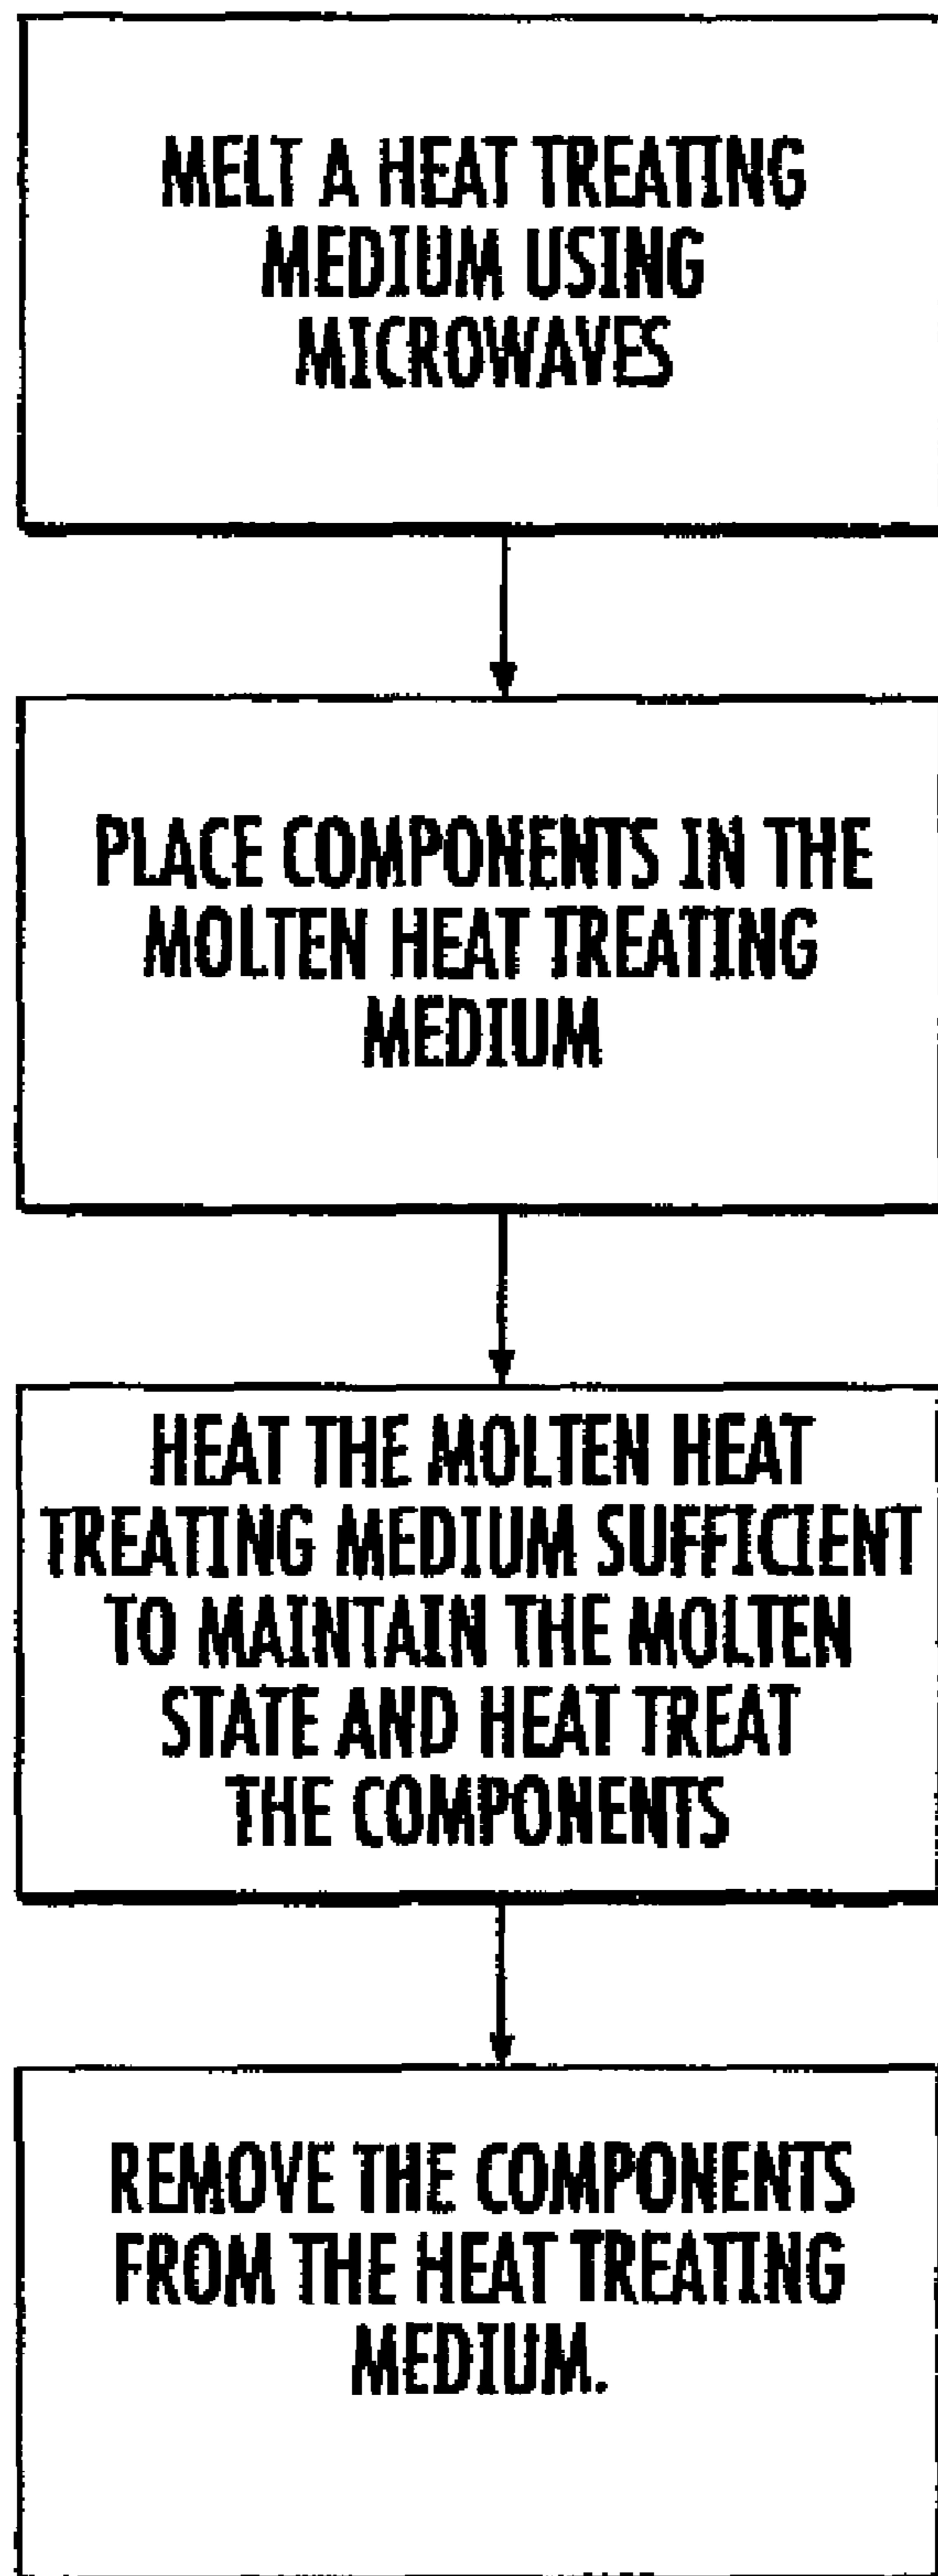 MELT A HEAT TREATING
MEDIUM USING
MICROWAVES
PLACE COMPONENTS IN THE
MOLTEN HEAT TREATING
MEDIUM
HEAT THE MOLTEN HEAT
TREATING MEDIUM SUFFICIENT
TO MAINTAIN THE MOLTEN
STATE AND HEAT TREAT
THE COMPONENTS
REMOVE THE COMPONENTS
FROM THE HEAT TREATING
MEDIUM.